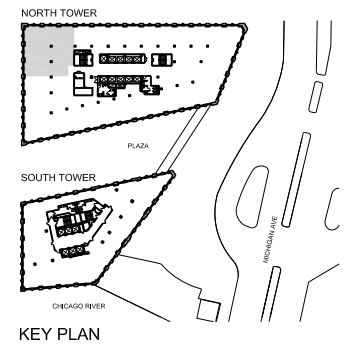 NORTH TOWER
PLAZA
SOUTH TOWER
MICHIGAN AVE
CHICAGO RIVER
KEY PLAN